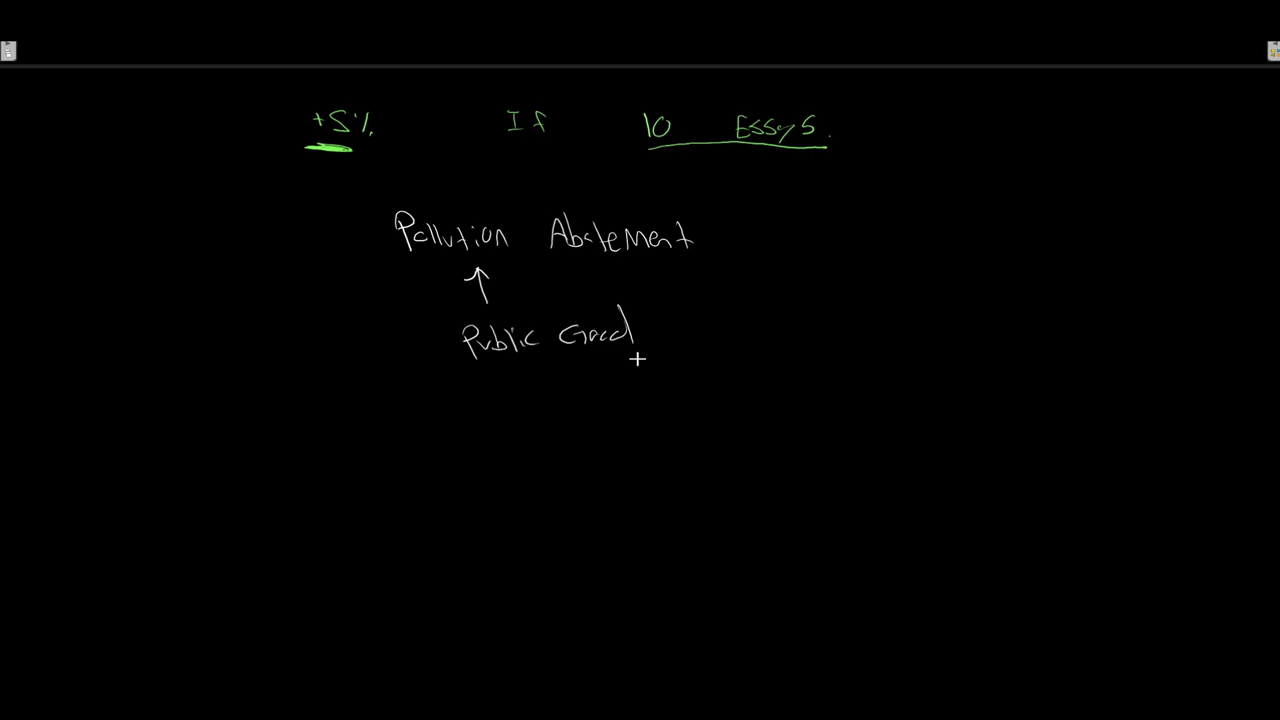 +5% If 10 Essays.
Pollution Abatement
Public Good